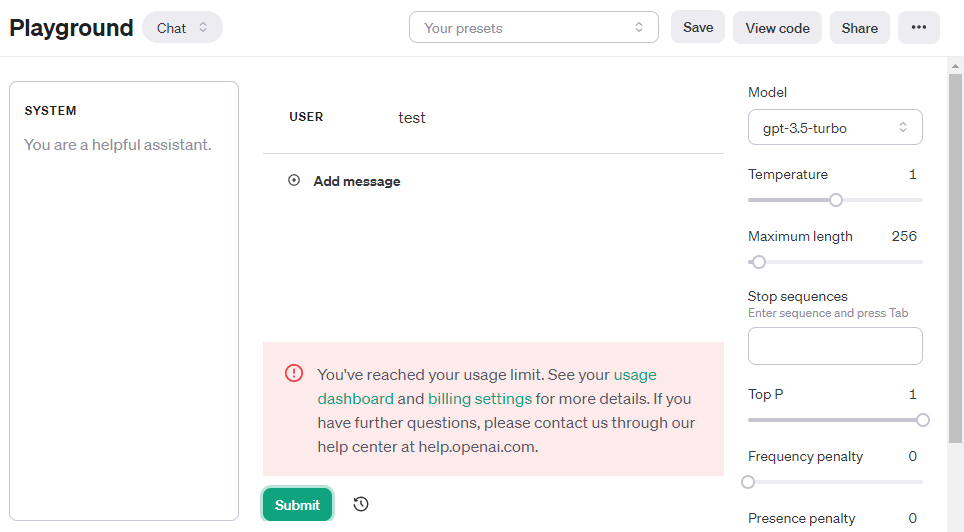 Playground
Chat
Your presets
Save
View code
Share
SYSTEM
You are a helpful assistant.
USER
test
Add message
You've reached your usage limit. See your usage
dashboard and billing settings for more details. If you
have further questions, please contact us through our
help center at help.openai.com.
Submit
Model
gpt-3.5-turbo
Temperature 1
Maximum length 256
Stop sequences
Enter sequence and press Tab
Top P 1
Frequency penalty 0
Presence penalty 0